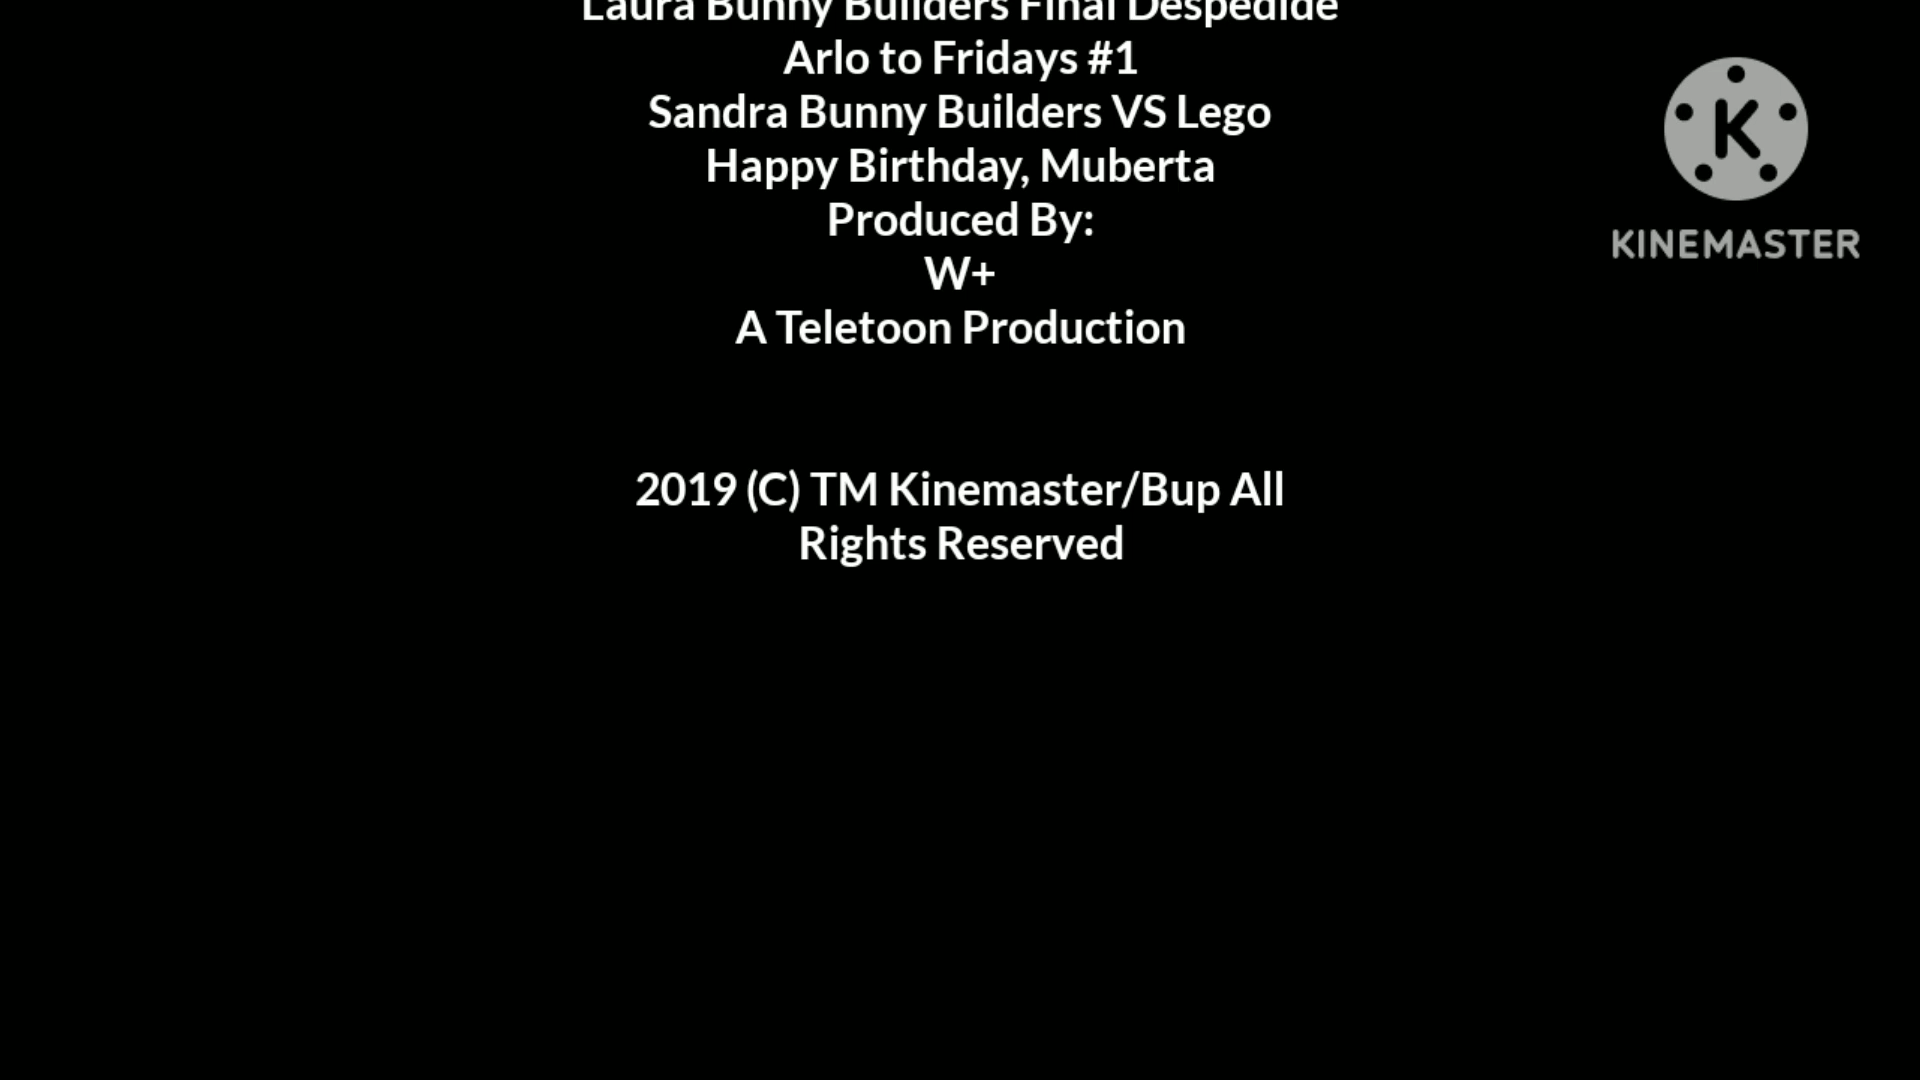 Laura Bunny Builders Final Despedide
Arlo to Fridays #1
Sandra Bunny Builders VS Lego
Happy Birthday, Muberta
Produced By:
W+
A Teletoon Production
2019 (C) TM Kinemaster/Bup All
Rights Reserved
K
KINEMASTER